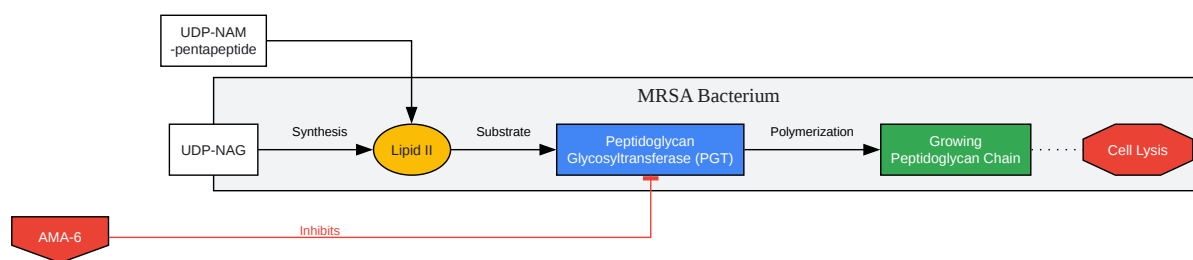 UDP-NAM
-pentapeptide
MRSA Bacterium
UDP-NAG
Synthesis
Lipid II
Substrate
Peptidoglycan
Glycosyltransferase (PGT)
Polymerization
Growing
Peptidoglycan Chain
Cell Lysis
AMA-6
Inhibits